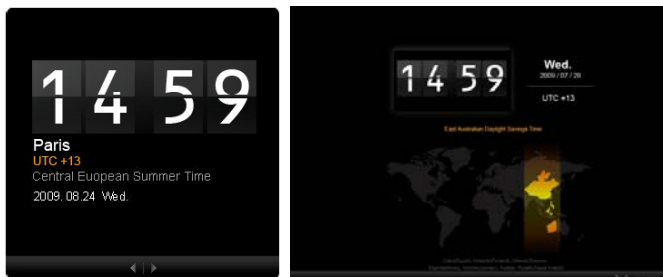 14 59
Paris
UTC +13
Central Euopean Summer Time
2009. 08.24 Wed.
14 59
Wed.
2009 / 07 / 28
UTC +13
East Australian Daylight Savings Time